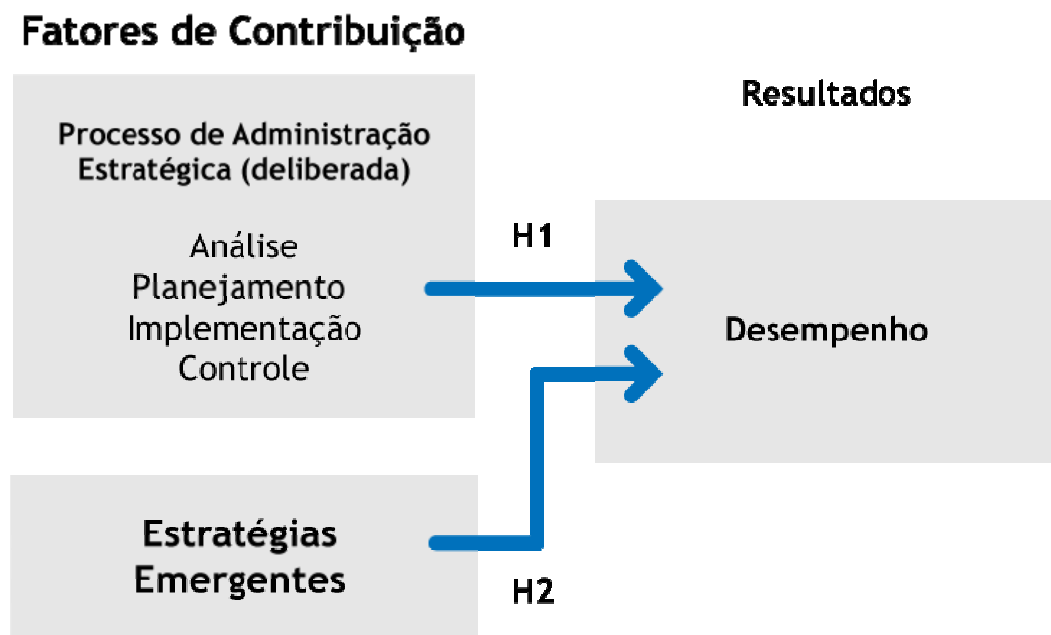 Fatores de Contribuição
Resultados
Processo de Administração
Estratégica (deliberada)
Análise
Planejamento
Implementação
Controle
H1
Desempenho
Estratégias
Emergentes
H2